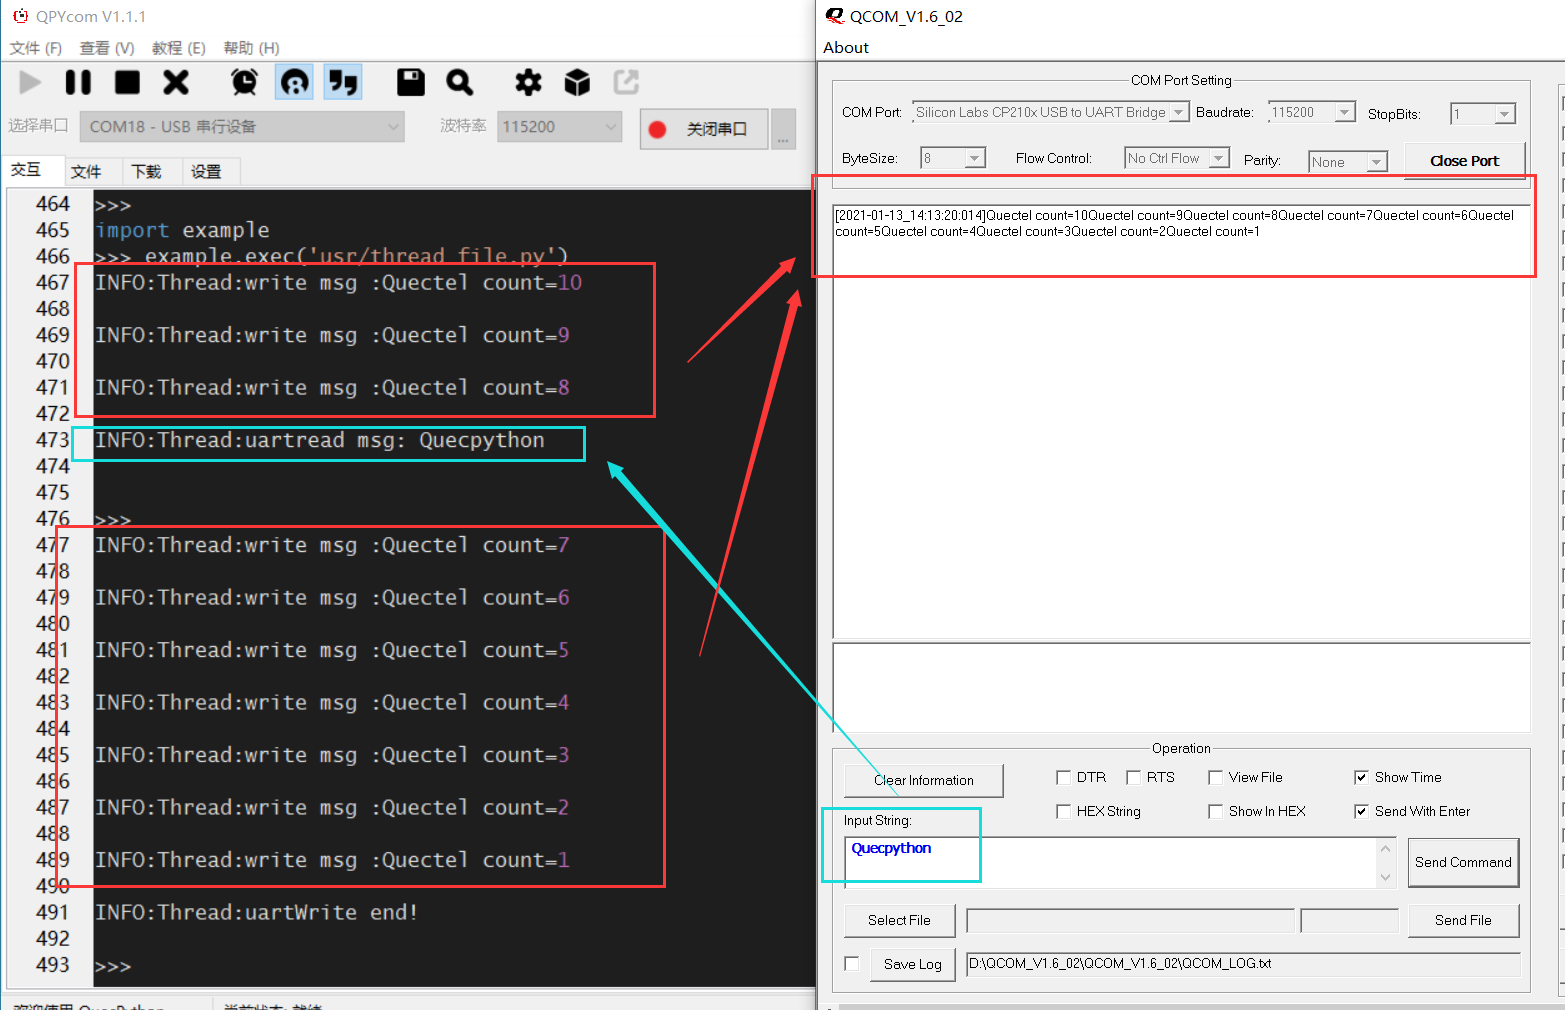 QPYcom V1.1.1
文件 (F) 查看 (V) 教程 (E) 帮助 (H)
选择串口 COM18 - USB 串行设备 波特率 115200 关闭串口 ...
交互 文件 下载 设置
464 >>>
465 import example
466 >>> example.exec('usr/thread_file.py')
467 INFO:Thread:write msg :Quectel count=10
468
469 INFO:Thread:write msg :Quectel count=9
470
471 INFO:Thread:write msg :Quectel count=8
472
473 INFO:Thread:uartread msg: Quecpython
474
475
476 >>>
477 INFO:Thread:write msg :Quectel count=7
478
479 INFO:Thread:write msg :Quectel count=6
480
481 INFO:Thread:write msg :Quectel count=5
482
483 INFO:Thread:write msg :Quectel count=4
484
485 INFO:Thread:write msg :Quectel count=3
486
487 INFO:Thread:write msg :Quectel count=2
488
489 INFO:Thread:write msg :Quectel count=1
490
491 INFO:Thread:uartWrite end!
492
493 >>>
欢迎使用 QuecPython 当前状态: 就绪
QCOM_V1.6_02
About
COM Port Setting
COM Port: Silicon Labs CP210x USB to UART Bridge Baudrate: 115200 StopBits: 1
ByteSize: 8 Flow Control: No Ctrl Flow Parity: None Close Port
[2021-01-13_14:13:20:014]Quectel count=10Quectel count=9Quectel count=8Quectel count=7Quectel count=6Quectel
count=5Quectel count=4Quectel count=3Quectel count=2Quectel count=1
Operation
Clear Information DTR RTS View File Show Time
HEX String Show In HEX Send With Enter
Input String:
Quecpython
Send Command
Select File Send File
Save Log D:\QCOM_V1.6_02\QCOM_V1.6_02\QCOM_LOG.txt